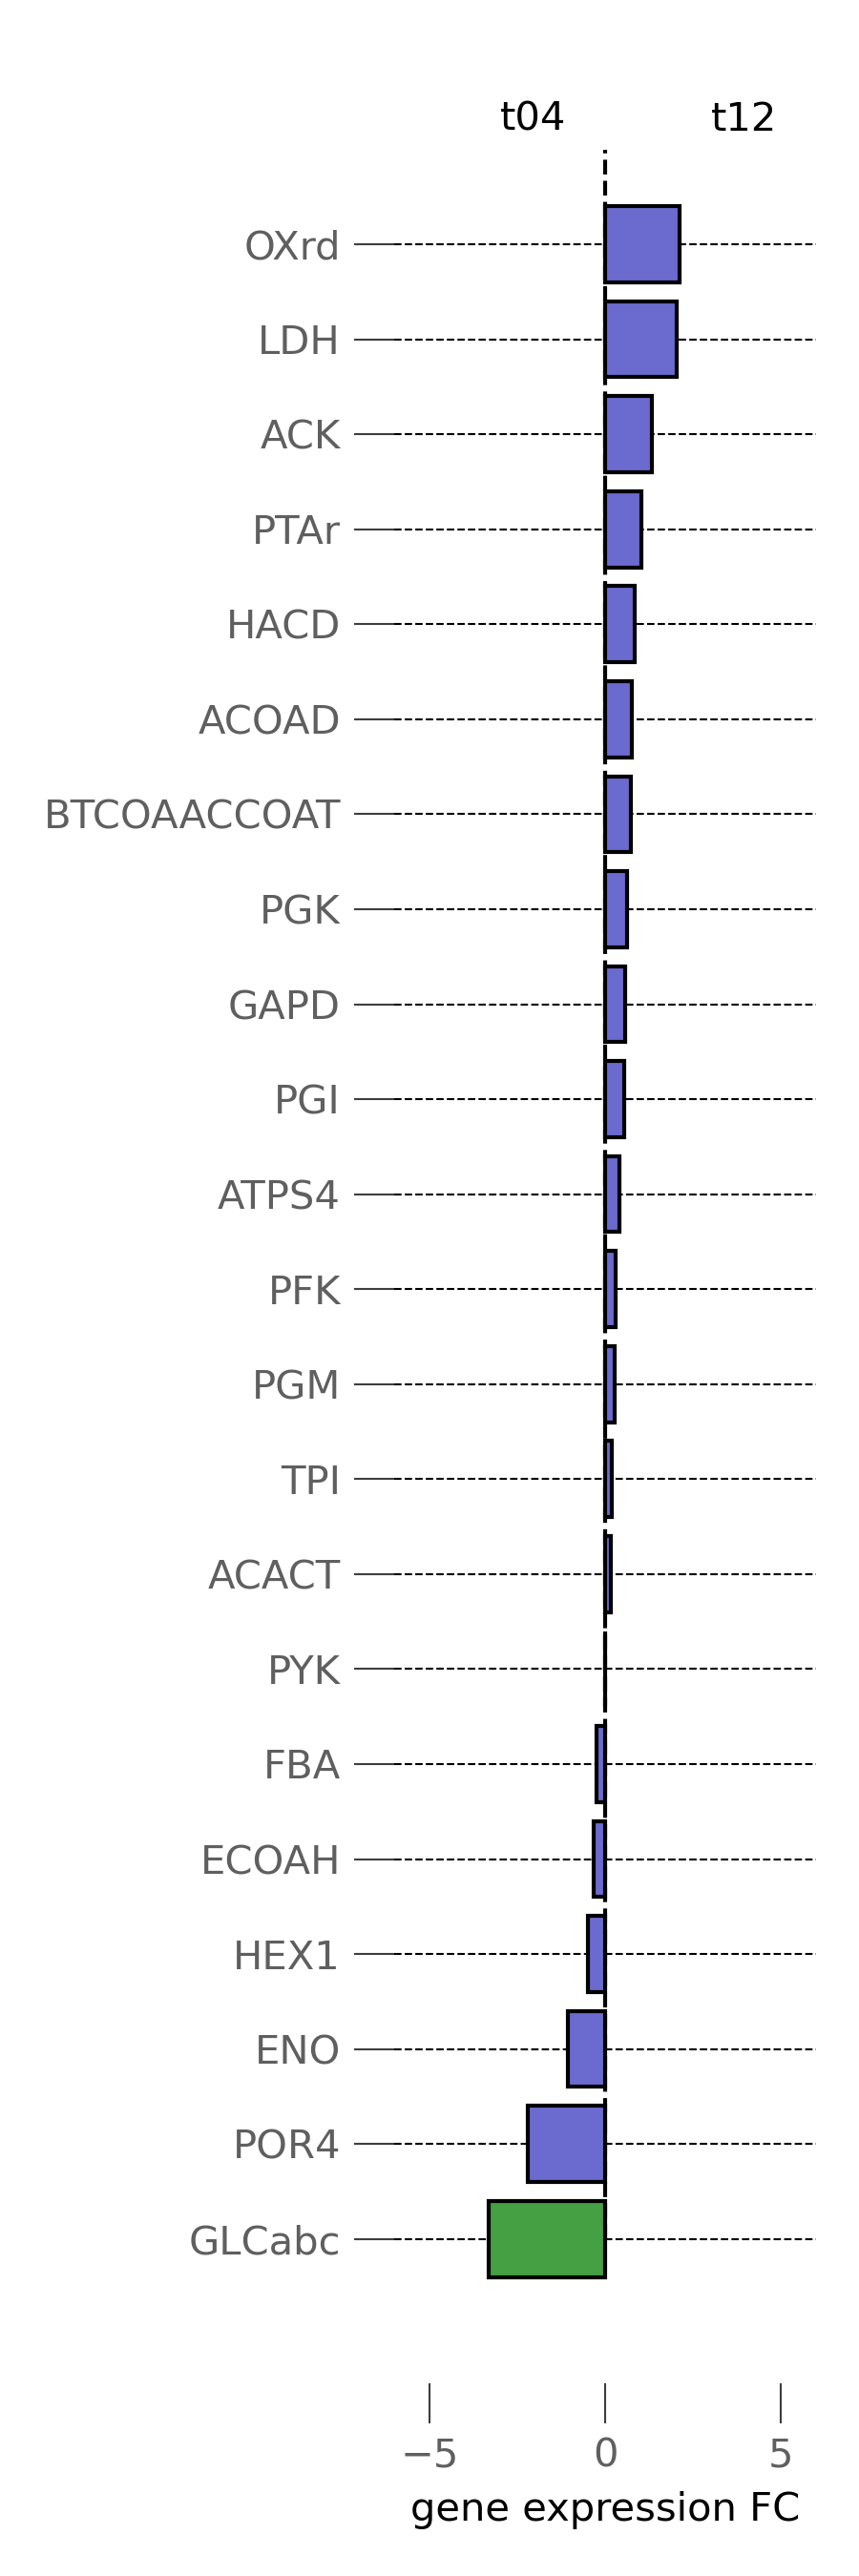 t04 t12
OXrd
LDH
ACK
PTAr
HACD
ACOAD
BTCOAACCOAT
PGK
GAPD
PGI
ATPS4
PFK
PGM
TPI
ACACT
PYK
FBA
ECOAH
HEX1
ENO
POR4
GLCabc
−5 0 5
gene expression FC